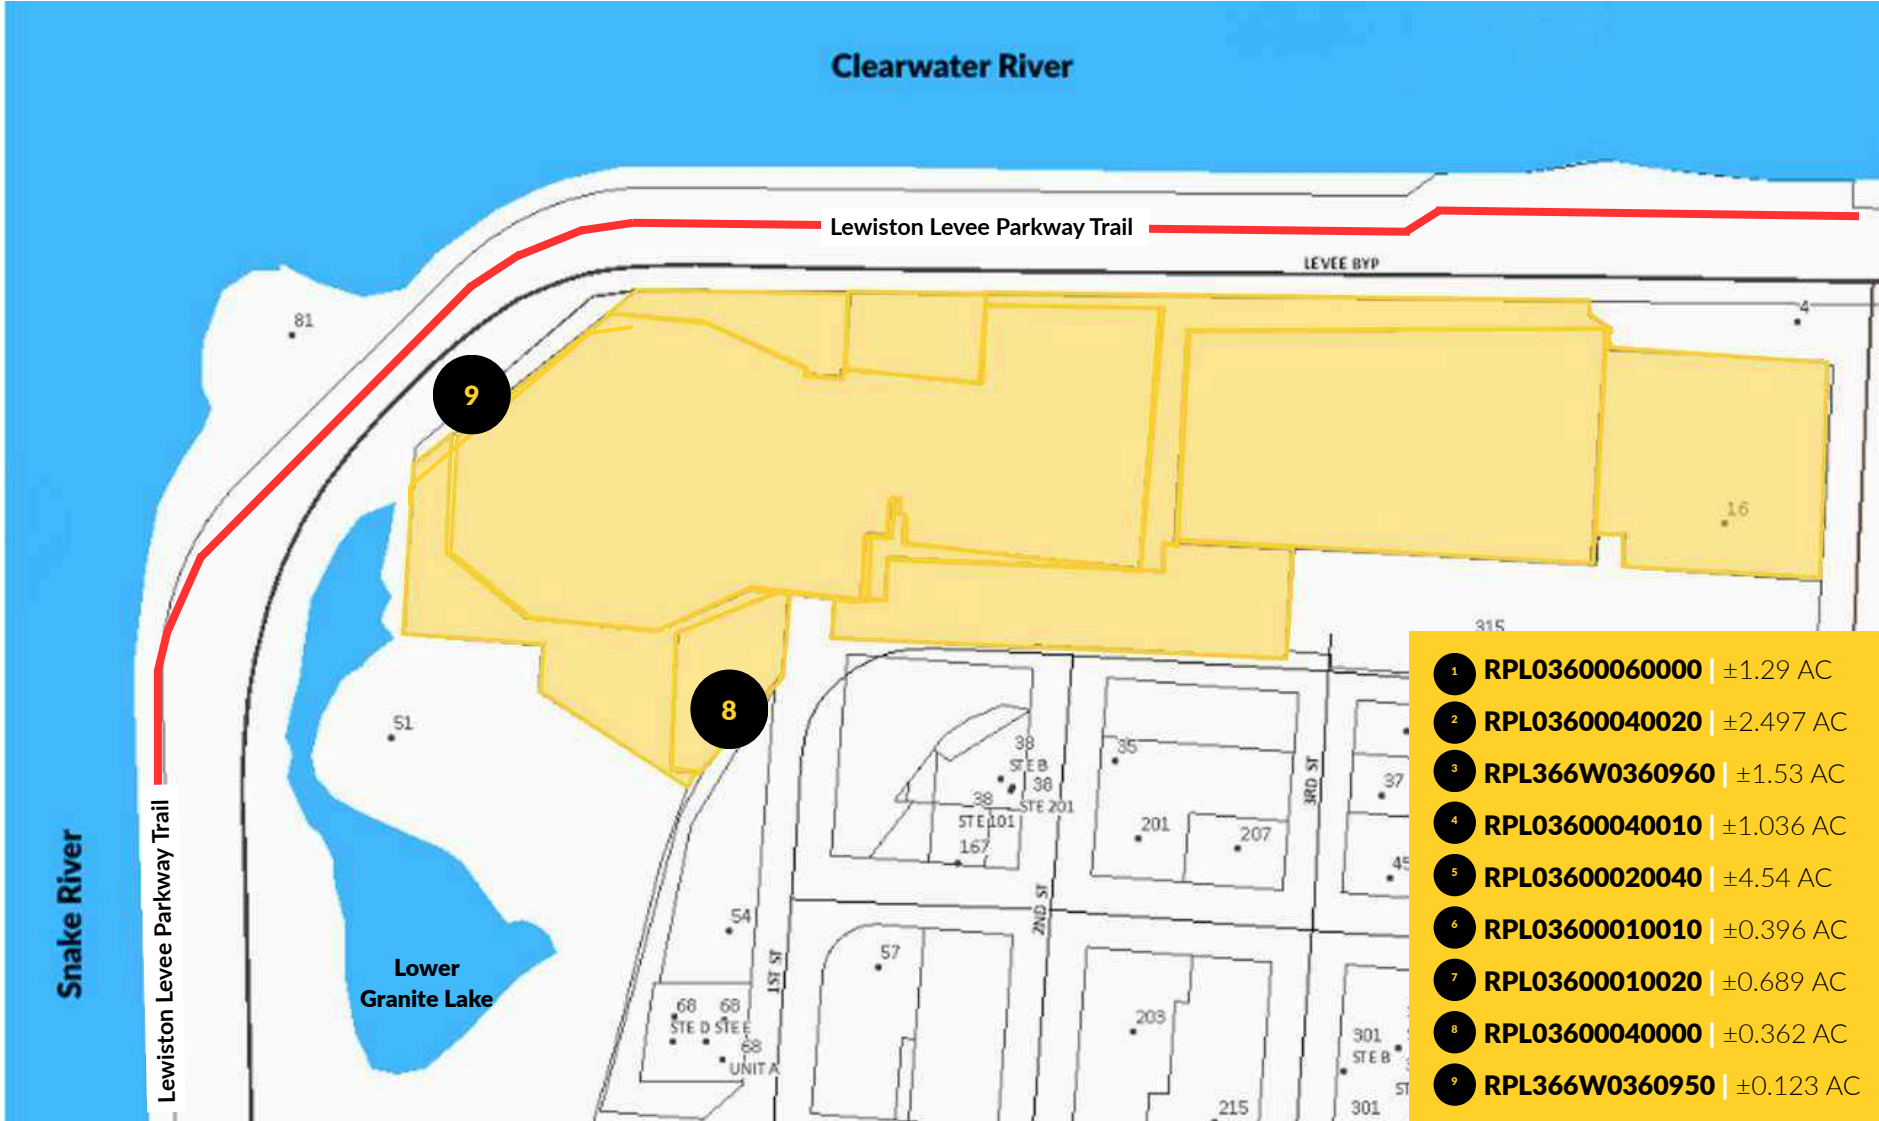 Clearwater River
Lewiston Levee Parkway Trail
LEVEE BYP
81
4
9
16
315
8
51
38
STE B
38
STE 201
38
STE 101
167
35
201
207
3RD ST
37
45
2ND ST
1ST ST
54
57
Snake River
Lewiston Levee Parkway Trail
Lower
Granite Lake
68
68
STE D
STE E
68
UNIT A
203
215
301
STE B
ST
301
1 RPL03600060000 | ±1.29 AC
2 RPL03600040020 | ±2.497 AC
3 RPL366W0360960 | ±1.53 AC
4 RPL03600040010 | ±1.036 AC
5 RPL03600020040 | ±4.54 AC
6 RPL03600010010 | ±0.396 AC
7 RPL03600010020 | ±0.689 AC
8 RPL03600040000 | ±0.362 AC
9 RPL366W0360950 | ±0.123 AC